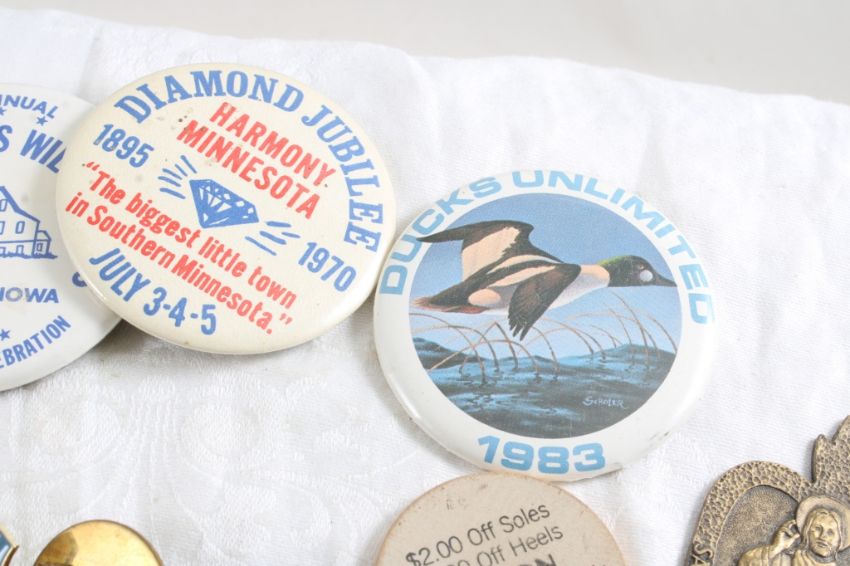 NNUAL
S WIL
IOWA
EBRATION
DIAMOND JUBILEE
HARMONY,
MINNESOTA
1895
1970
"The biggest little town
in Southern Minnesota."
JULY 3-4-5
DUCKS UNLIMITED
1983
$2.00 Off Soles
Off Heels